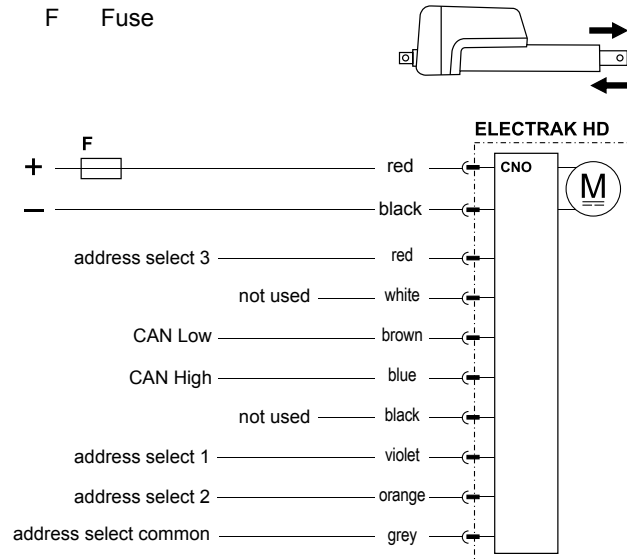 F Fuse
ELECTRAK HD
F
+ red CNO
− black M
address select 3 red
not used white
CAN Low brown
CAN High blue
not used black
address select 1 violet
address select 2 orange
address select common grey